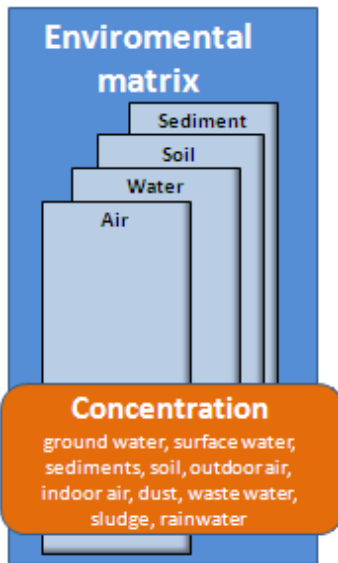 Enviromental
matrix
Sediment
Soil
Water
Air
Concentration
ground water, surface water,
sediments, soil, outdoor air,
indoor air, dust, waste water,
sludge, rainwater